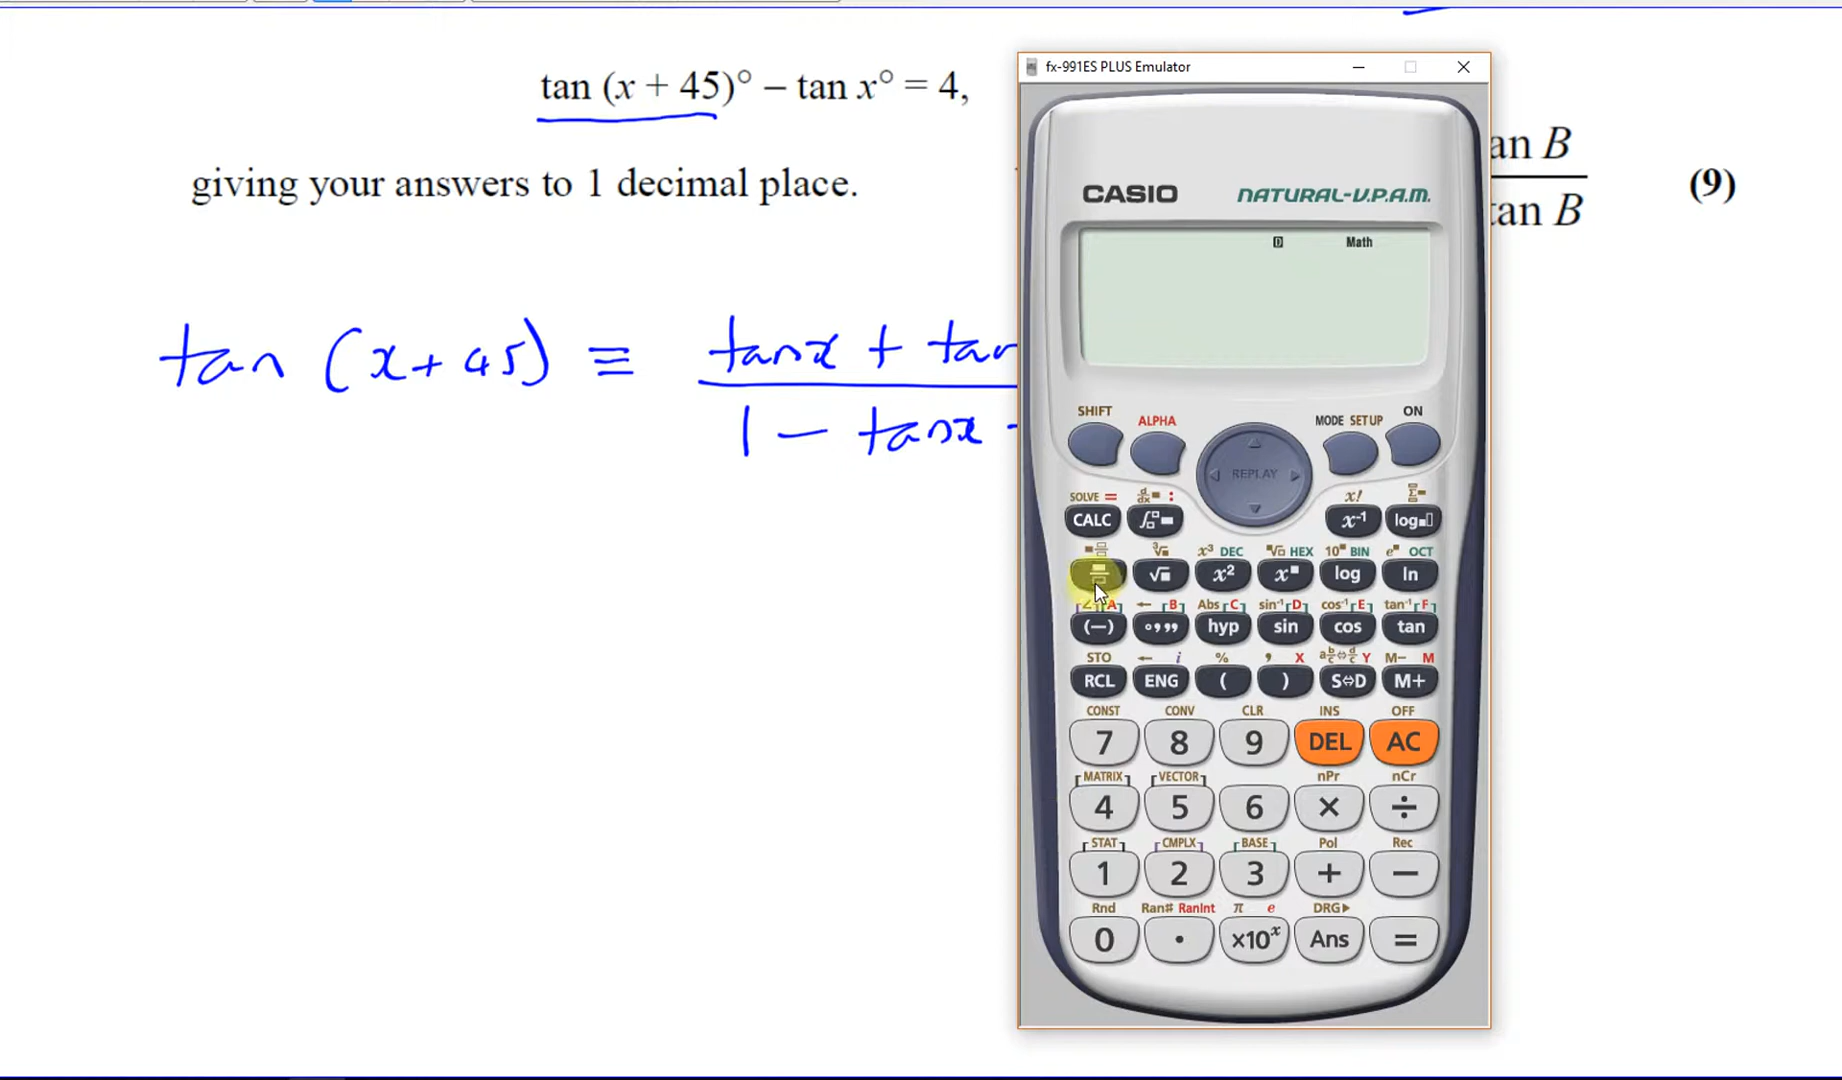 tan (x + 45)° – tan x° = 4,
giving your answers to 1 decimal place.
an B
tan B
(9)
tan (x+45) ≡ tanx + tan
1 – tanx
fx-991ES PLUS Emulator
CASIO NATURAL-V.P.A.M.
D Math
SHIFT ALPHA MODE SETUP ON
REPLAY
SOLVE = d/dx :  x! Σ
CALC ∫ x⁻¹ log
³√ x³ DEC √ HEX 10 BIN e OCT
√ x² x log ln
∠ A ← B Abs C sin⁻¹ D cos⁻¹ E tan⁻¹ F
(−) °,,, hyp sin cos tan
STO ← i % , X a b/c⇔d/c Y M− M
RCL ENG ( ) S⇔D M+
CONST CONV CLR INS OFF
7 8 9 DEL AC
MATRIX VECTOR nPr nCr
4 5 6 × ÷
STAT CMPLX BASE Pol Rec
1 2 3 + −
Rnd Ran# RanInt π e DRG▶
0 . ×10ˣ Ans =